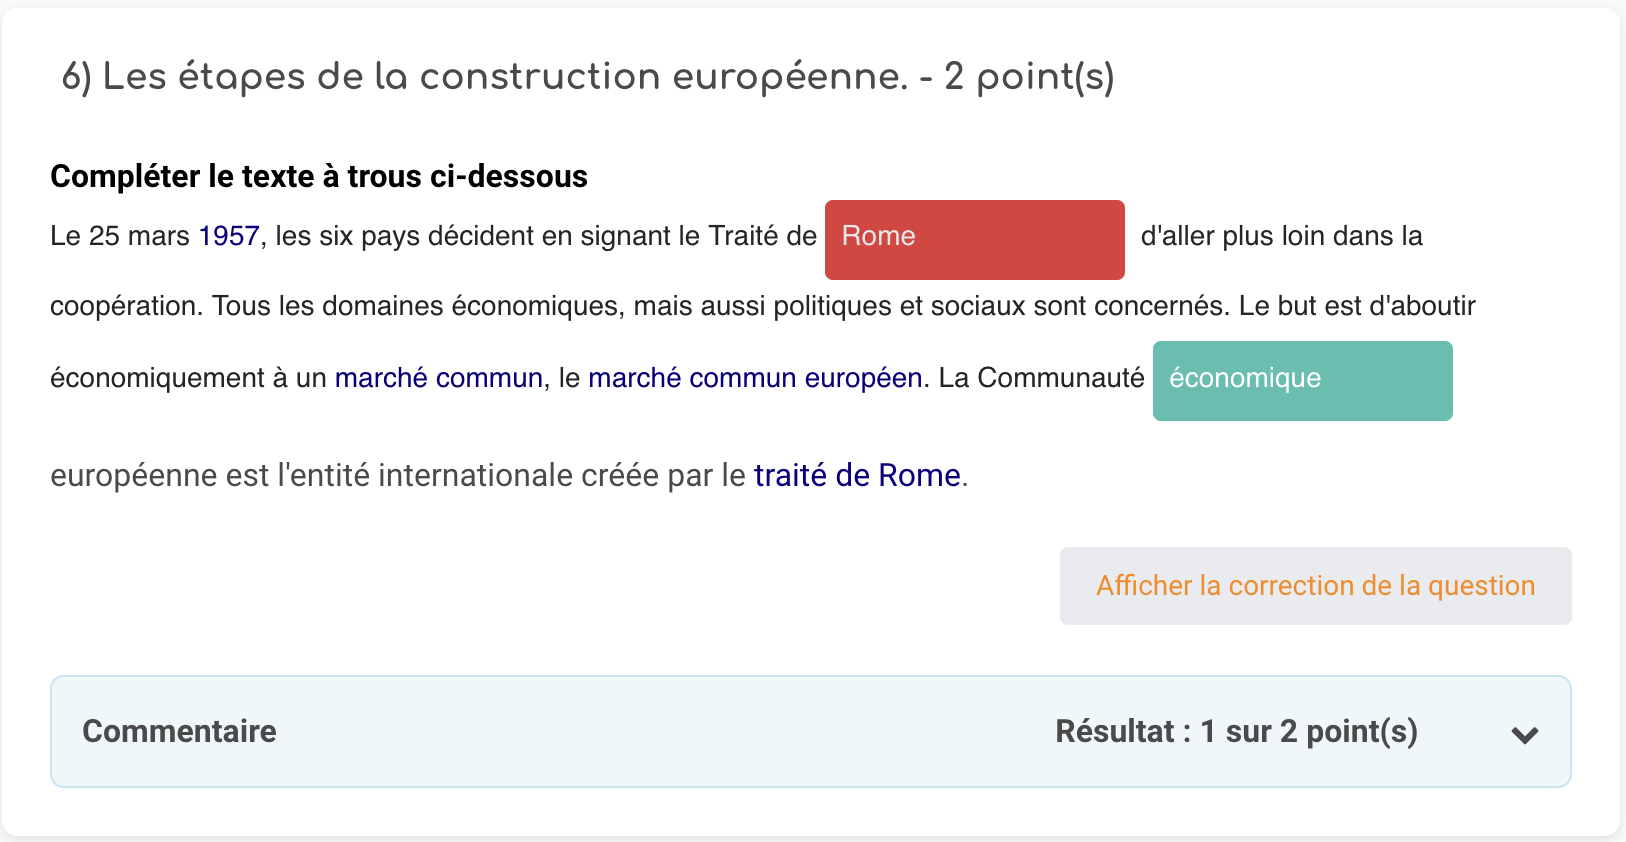 6) Les étapes de la construction européenne. - 2 point(s)
Compléter le texte à trous ci-dessous
Le 25 mars 1957, les six pays décident en signant le Traité de Rome d'aller plus loin dans la
coopération. Tous les domaines économiques, mais aussi politiques et sociaux sont concernés. Le but est d'aboutir
économiquement à un marché commun, le marché commun européen. La Communauté économique
européenne est l'entité internationale créée par le traité de Rome.
Afficher la correction de la question
Commentaire Résultat : 1 sur 2 point(s)